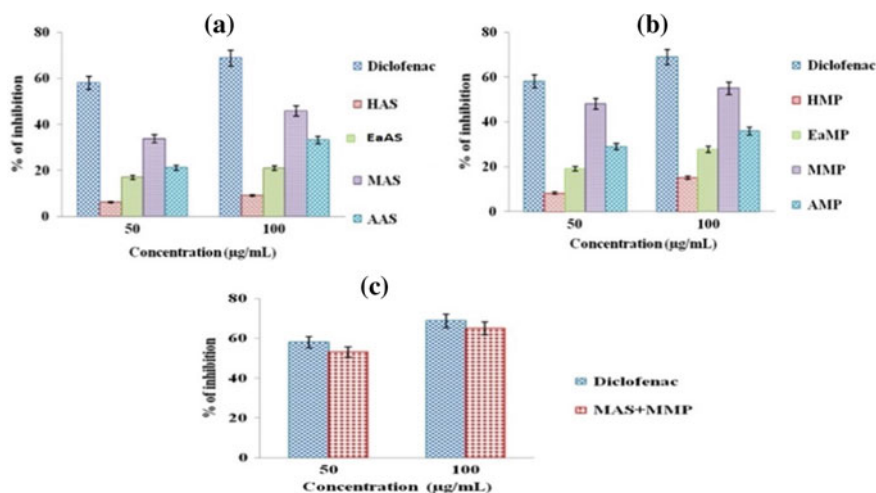 (a)
% of inhibition
80
60
40
20
0
50
100
Concentration (µg/mL)
Diclofenac
HAS
EaAS
MAS
AAS
(b)
% of inhibition
80
60
40
20
0
50
100
Concentration (µg/mL)
Diclofenac
HMP
EaMP
MMP
AMP
(c)
% of inhibition
80
60
40
20
0
50
100
Concentration (µg/mL)
Diclofenac
MAS+MMP